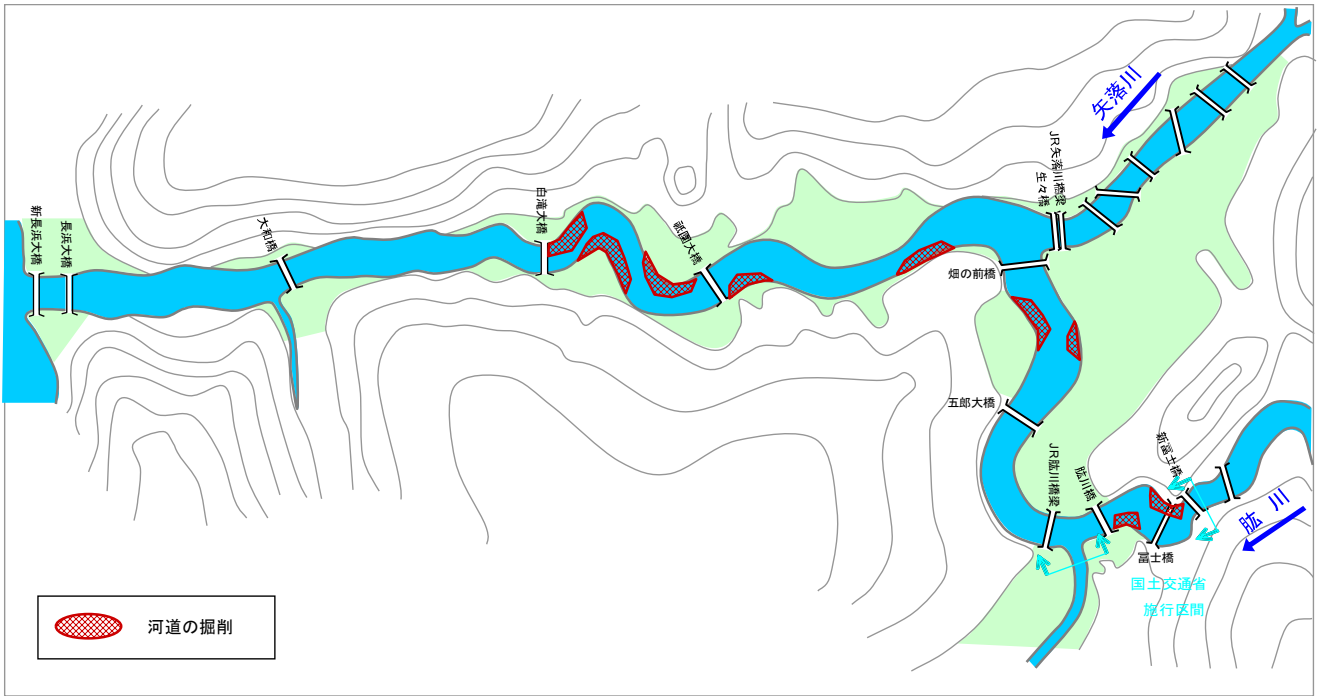 新長浜大橋
長浜大橋
大和橋
白滝大橋
祇園大橋
JR矢落川橋梁
生々橋
矢落川
畑の前橋
五郎大橋
JR肱川橋梁
肱川橋
新冨士橋
冨士橋
肱川
国土交通省
施行区間
河道の掘削